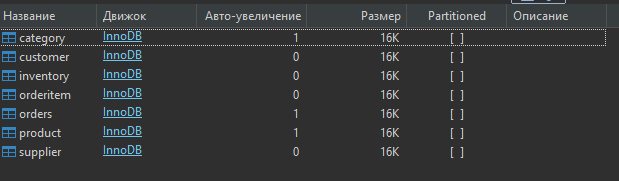 Название Движок Авто-увеличение Размер Partitioned Описание
category InnoDB 1 16K [ ]
customer InnoDB 0 16K [ ]
inventory InnoDB 0 16K [ ]
orderitem InnoDB 0 16K [ ]
orders InnoDB 1 16K [ ]
product InnoDB 1 16K [ ]
supplier InnoDB 0 16K [ ]